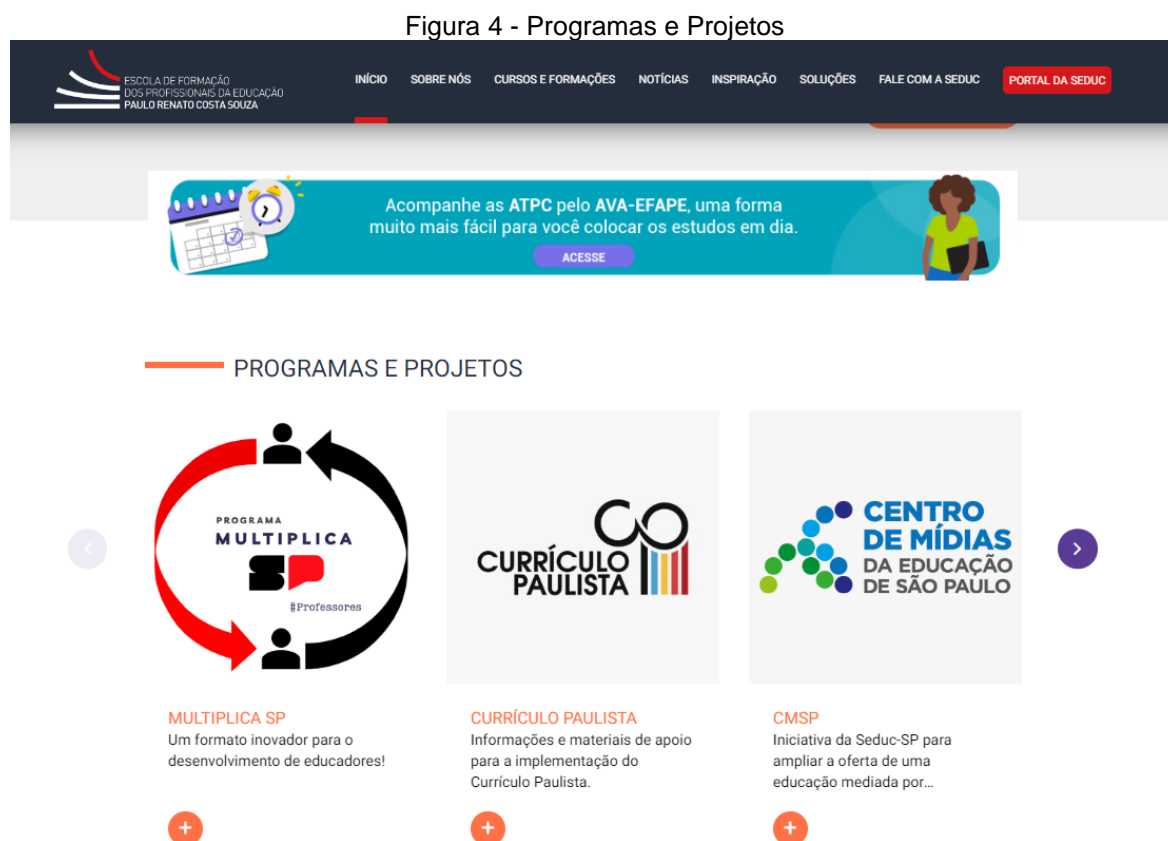 Figura 4 - Programas e Projetos
ESCOLA DE FORMAÇÃO
DOS PROFISSIONAIS DA EDUCAÇÃO
PAULO RENATO COSTA SOUZA
INÍCIO SOBRE NÓS CURSOS E FORMAÇÕES NOTÍCIAS INSPIRAÇÃO SOLUÇÕES FALE COM A SEDUC PORTAL DA SEDUC
Acompanhe as ATPC pelo AVA-EFAPE, uma forma
muito mais fácil para você colocar os estudos em dia.
ACESSE
PROGRAMAS E PROJETOS
PROGRAMA
MULTIPLICA
SP
#Professores
CURRÍCULO
PAULISTA
CENTRO
DE MÍDIAS
DA EDUCAÇÃO
DE SÃO PAULO
MULTIPLICA SP
Um formato inovador para o
desenvolvimento de educadores!
CURRÍCULO PAULISTA
Informações e materiais de apoio
para a implementação do
Currículo Paulista.
CMSP
Iniciativa da Seduc-SP para
ampliar a oferta de uma
educação mediada por...